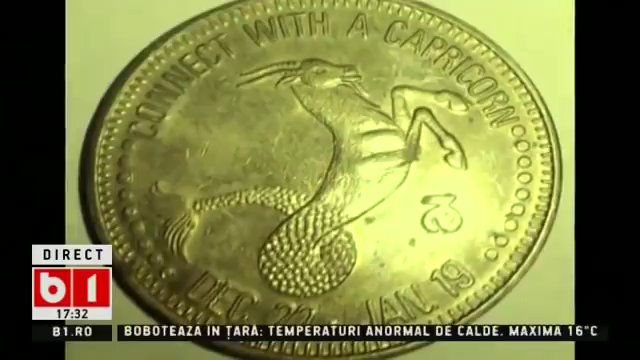 CONNECT WITH A CAPRICORN
DEC. 22 - JAN. 19
DIRECT
b1
17:32
B1.RO
BOBOTEAZA IN ȚARĂ: TEMPERATURI ANORMAL DE CALDE. MAXIMA 16°C